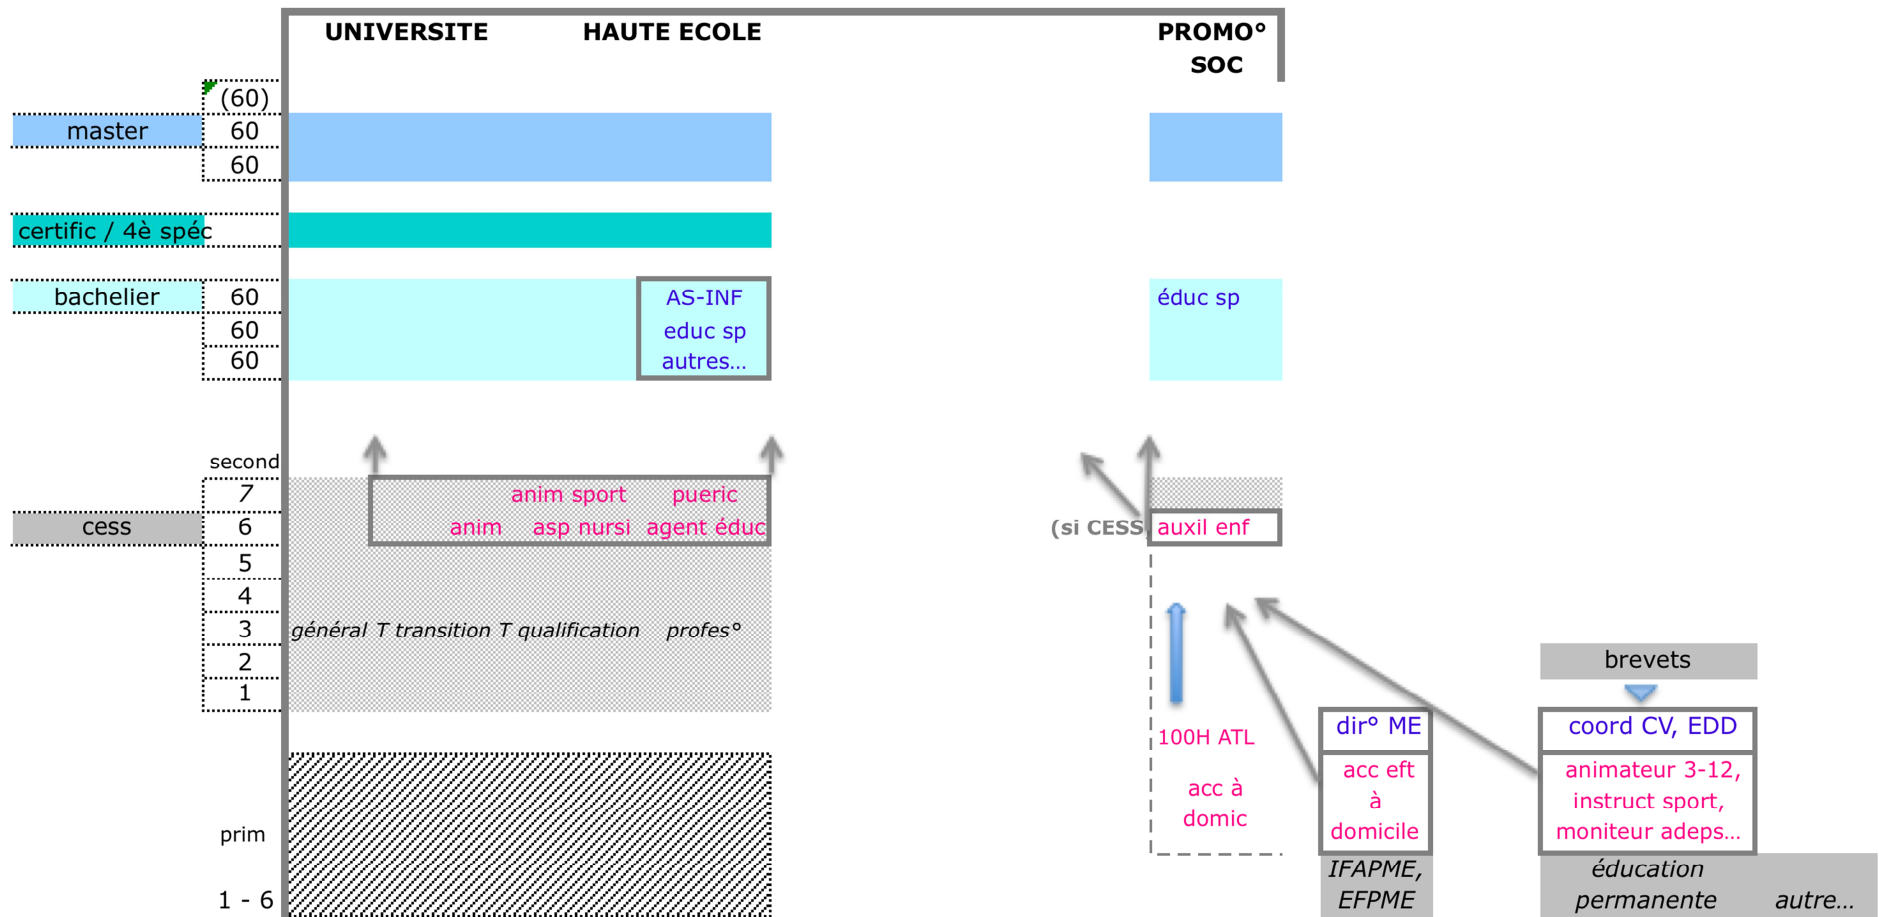 UNIVERSITE HAUTE ECOLE PROMO°
SOC
(60)
master 60
60
certific / 4è spéc
bachelier 60 AS-INF éduc sp
60 educ sp
60 autres...
second
7 anim sport pueric
cess 6 anim asp nursi agent éduc (si CESS auxil enf
5
4
3 général T transition T qualification profes°
2
1
brevets
100H ATL dir° ME coord CV, EDD
acc à
domic
acc eft
à
domicile
animateur 3-12,
instruct sport,
moniteur adeps...
prim
1 - 6
IFAPME,
EFPME
éducation
permanente autre...